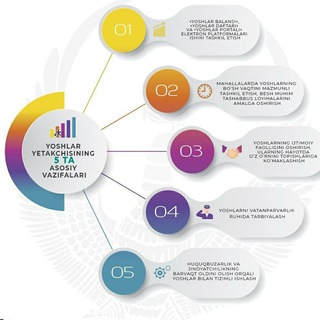 YOSHLAR
YETAKCHISINING
5 TA
ASOSIY
VAZIFALARI
01
«YOSHLAR BALANSI»,
«YOSHLAR DAFTARI»
VA «YOSHLAR PORTALI»
ELEKTRON PLATFORMALARI
ISHINI TASHKIL ETISH
02
MAHALLALARDA YOSHLARNING
BO'SH VAQTINI MAZMUNLI
TASHKIL ETISH, BESH MUHIM
TASHABBUS LOYIHALARINI
AMALGA OSHIRISH
03
YOSHLARNING IJTIMOIY
FAOLLIGINI OSHIRISH,
ULARNING HAYOTDA
O'Z O'RNINI TOPISHLARIGA
KO'MAKLASHISH
04
YOSHLARNI VATANPARVARLIK
RUHIDA TARBIYALASH
05
HUQUQBUZARLIK VA
JINOYATCHILIKNING
BARVAQT OLDINI OLISH ORQALI
YOSHLAR BILAN TIZIMLI ISHLASH